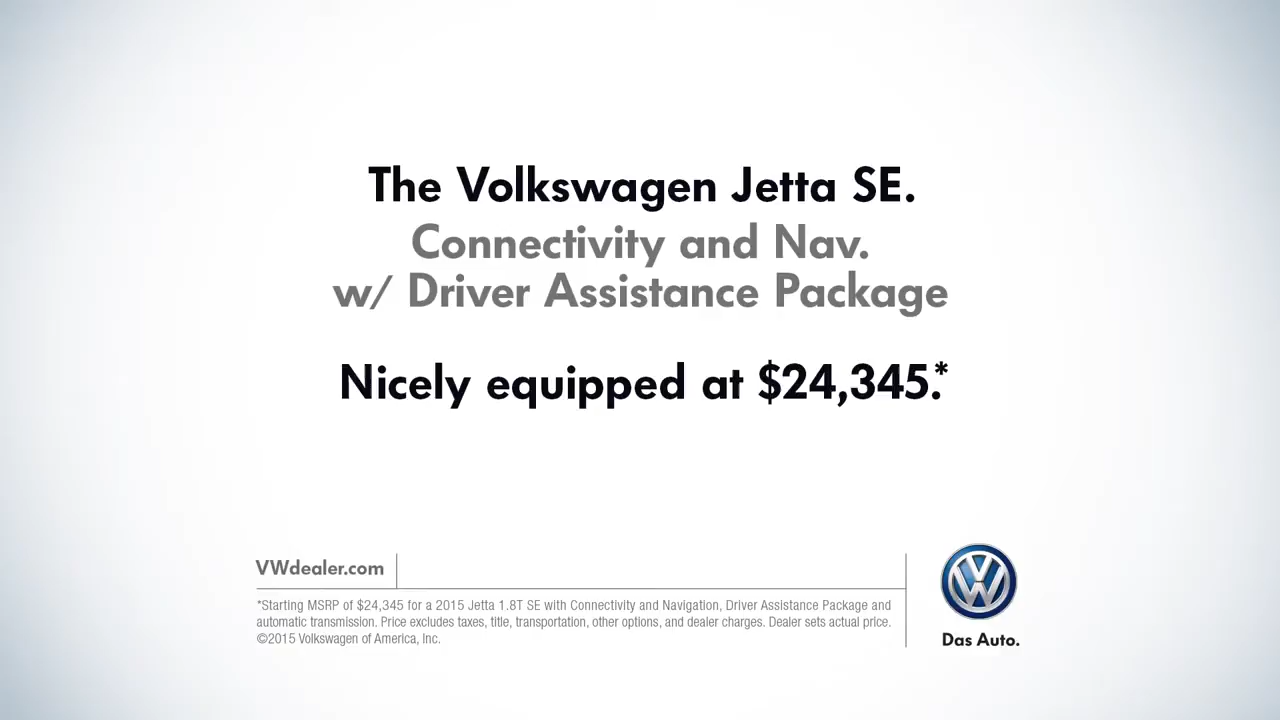 The Volkswagen Jetta SE.
Connectivity and Nav.
w/ Driver Assistance Package
Nicely equipped at $24,345.*
VWdealer.com
*Starting MSRP of $24,345 for a 2015 Jetta 1.8T SE with Connectivity and Navigation, Driver Assistance Package and
automatic transmission. Price excludes taxes, title, transportation, other options, and dealer charges. Dealer sets actual price.
©2015 Volkswagen of America, Inc.
Das Auto.